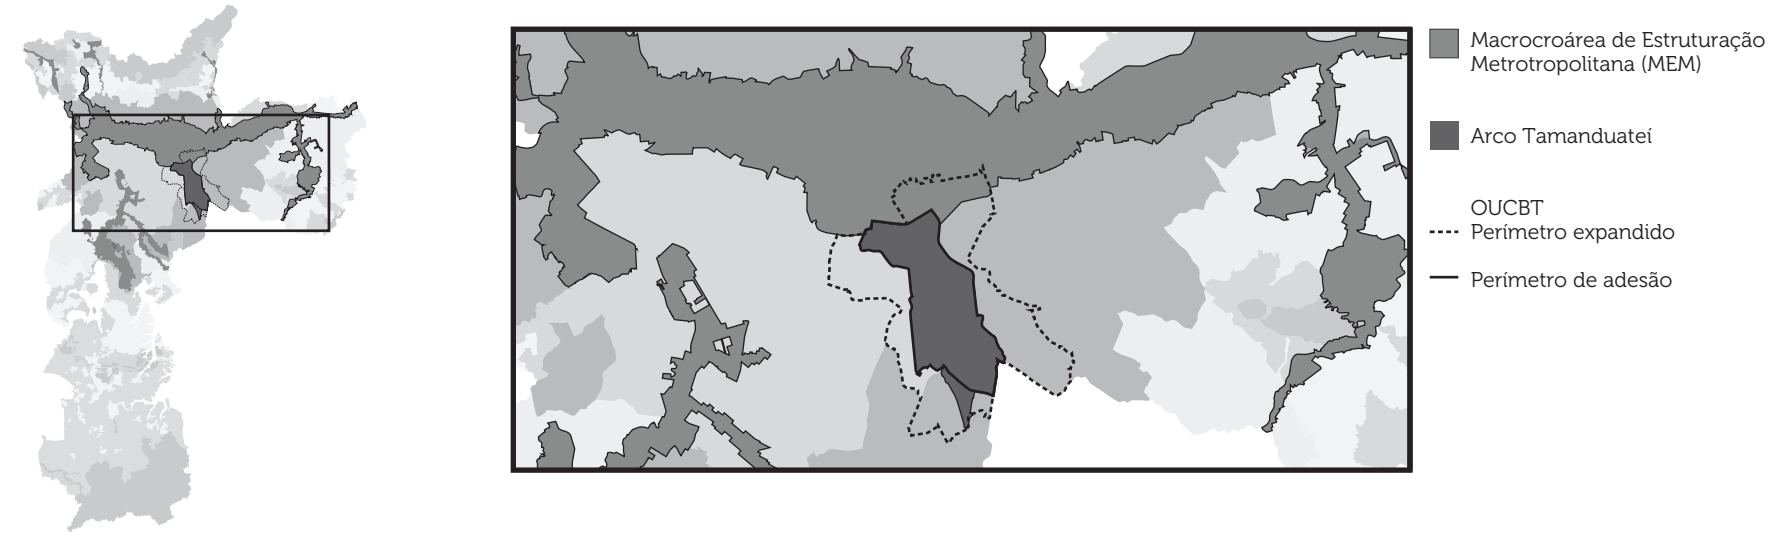 Macrocroárea de Estruturação
Metrotropolitana (MEM)
Arco Tamanduateí
OUCBT
Perímetro expandido
Perímetro de adesão